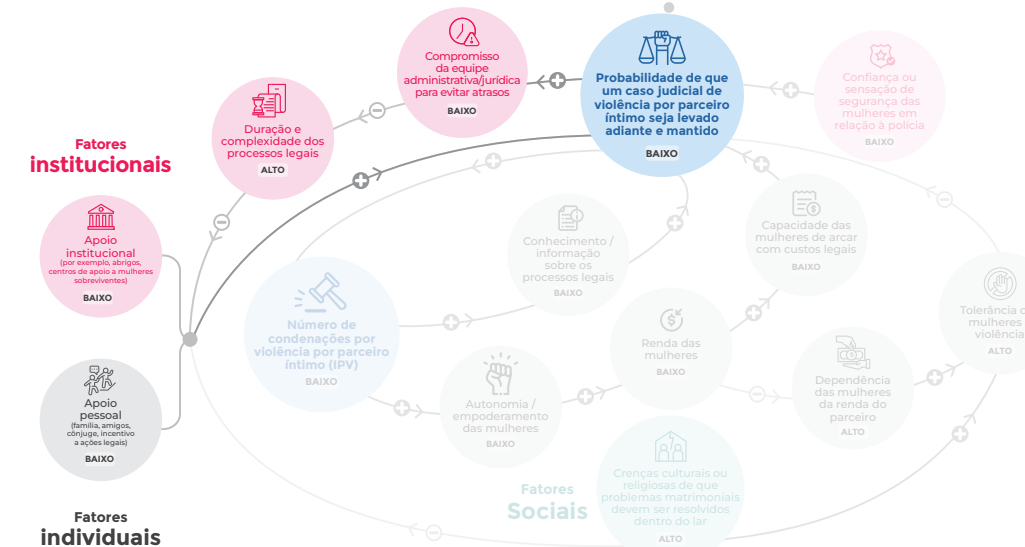 Compromisso
da equipe
administrativa/jurídica
para evitar atrasos
BAIXO
Probabilidade de que
um caso judicial de
violência por parceiro
íntimo seja levado
adiante e mantido
BAIXO
Confiança ou
sensação de
segurança das
mulheres em
relação à polícia
BAIXO
Duração e
complexidade dos
processos legais
ALTO
Fatores
institucionais
Apoio
institucional
(por exemplo, abrigos,
centros de apoio a mulheres
sobreviventes)
BAIXO
Conhecimento /
informação
sobre os
processos legais
BAIXO
Capacidade das
mulheres de arcar
com custos legais
BAIXO
Número de
condenações por
violência por parceiro
íntimo (IPV)
BAIXO
Renda das
mulheres
BAIXO
Tolerância
mulheres
violência
ALTO
Apoio
pessoal
(família, amigos,
cônjuge, incentivo
a ações legais)
BAIXO
Autonomia /
empoderamento
das mulheres
BAIXO
Dependência
das mulheres
da renda do
parceiro
ALTO
Crenças culturais ou
religiosas de que
problemas matrimoniais
devem ser resolvidos
dentro do lar
ALTO
Fatores
Sociais
Fatores
individuais